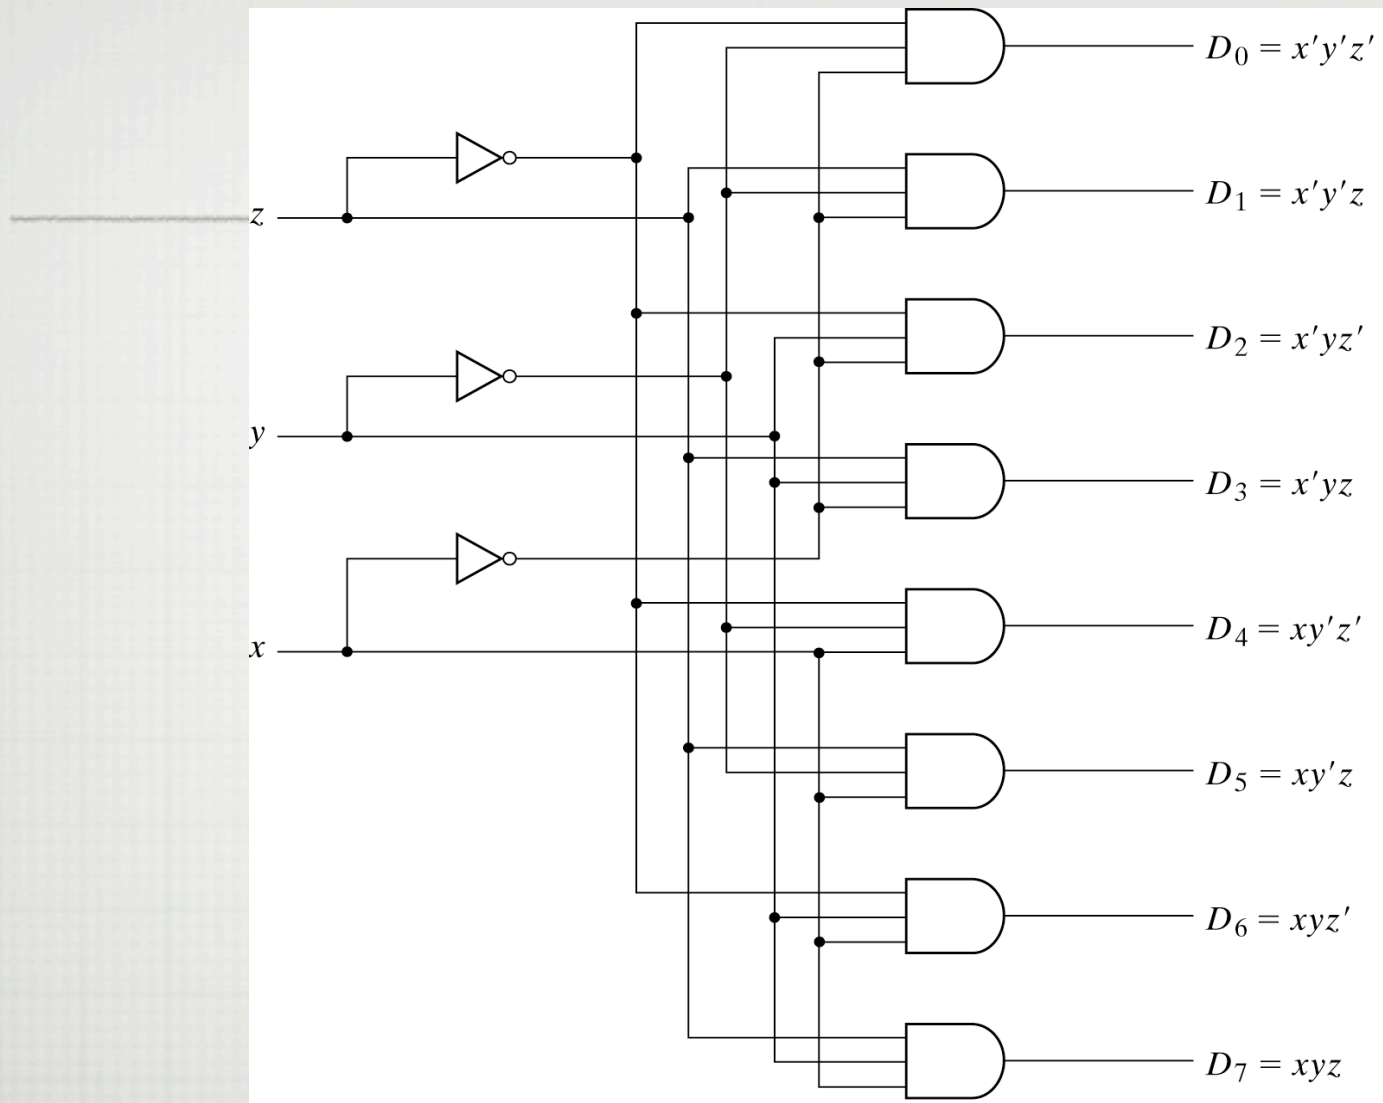 D₀ = x′y′z′
z
D₁ = x′y′z
D₂ = x′yz′
y
D₃ = x′yz
x
D₄ = xy′z′
D₅ = xy′z
D₆ = xyz′
D₇ = xyz